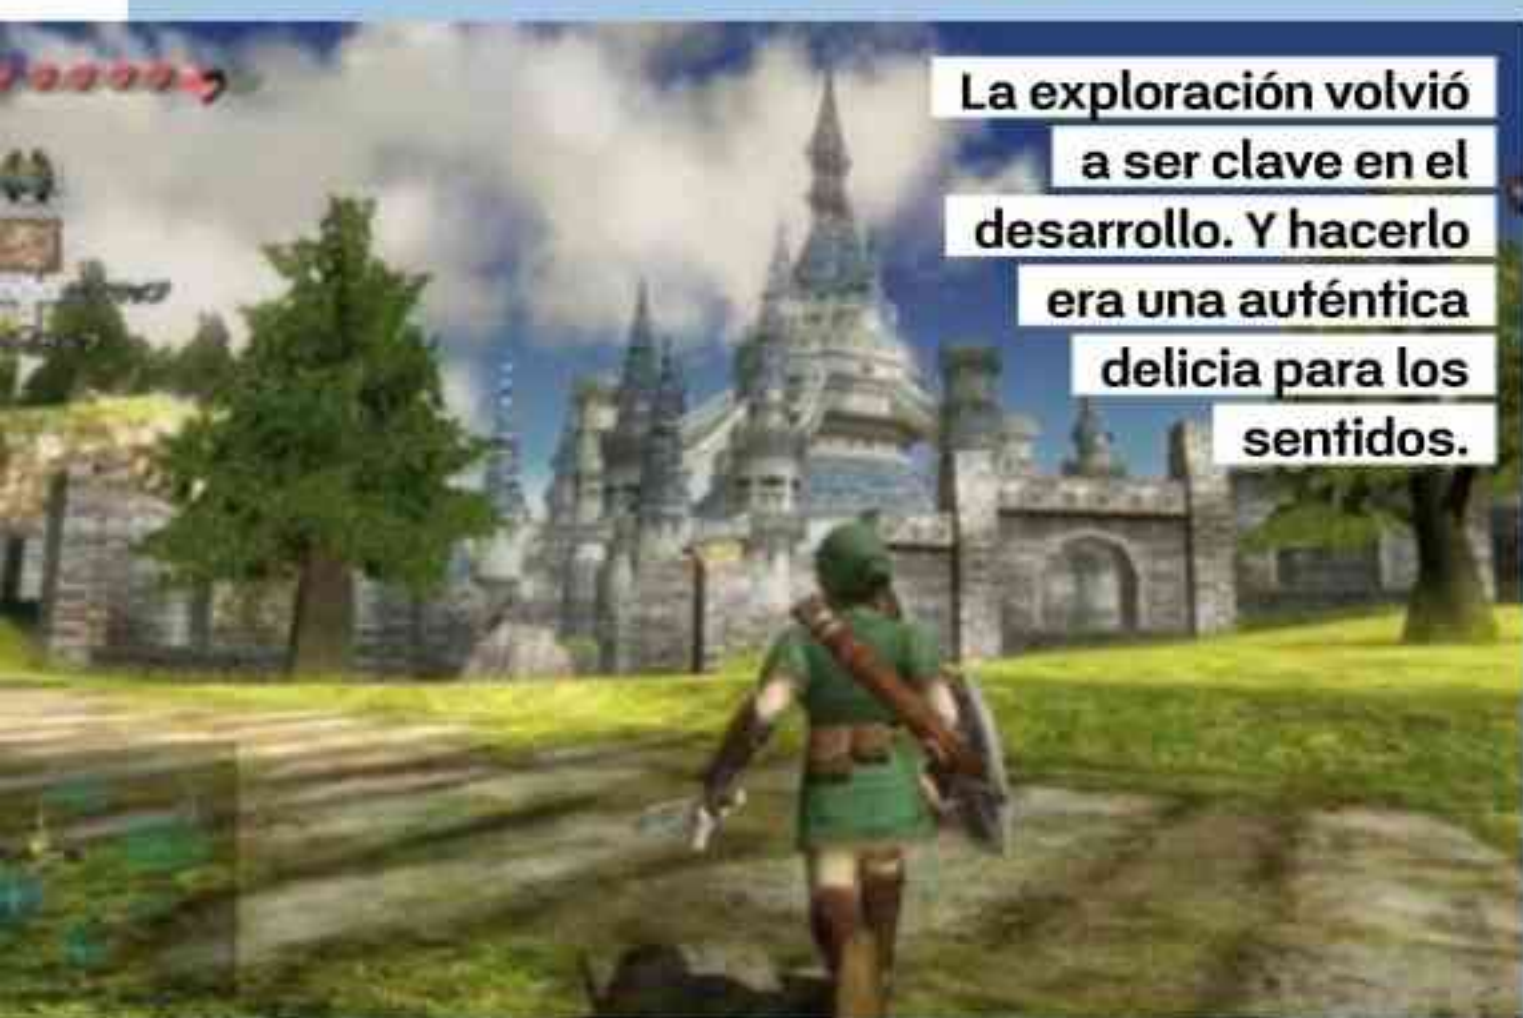 La exploración volvió
a ser clave en el
desarrollo. Y hacerlo
era una auténtica
delicia para los
sentidos.